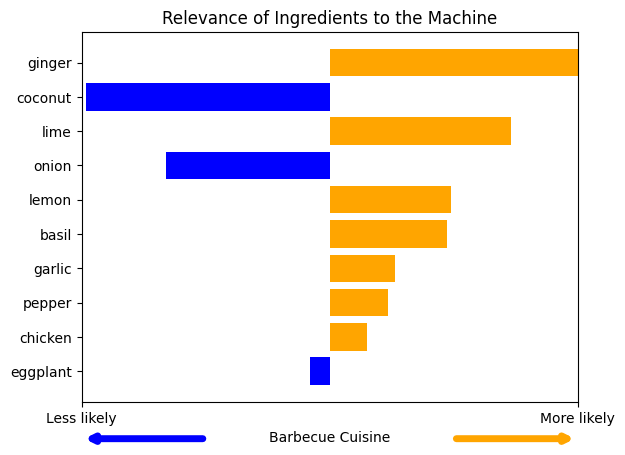 Relevance of Ingredients to the Machine
ginger
coconut
lime
onion
lemon
basil
garlic
pepper
chicken
eggplant
Less likely More likely
Barbecue Cuisine